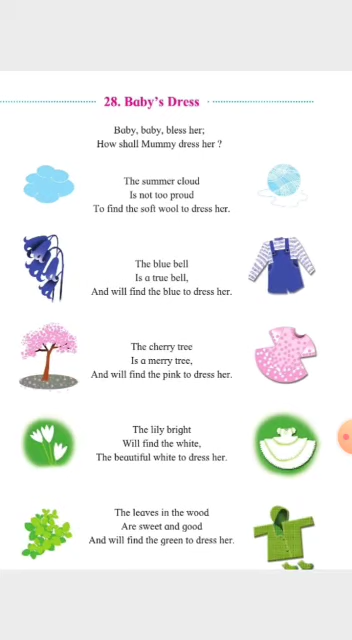 28. Baby's Dress
Baby, baby, bless her;
How shall Mummy dress her ?
The summer cloud
Is not too proud
To find the soft wool to dress her.
The blue bell
Is a true bell,
And will find the blue to dress her.
The cherry tree
Is a merry tree,
And will find the pink to dress her.
The lily bright
Will find the white,
The beautiful white to dress her.
The leaves in the wood
Are sweet and good
And will find the green to dress her.